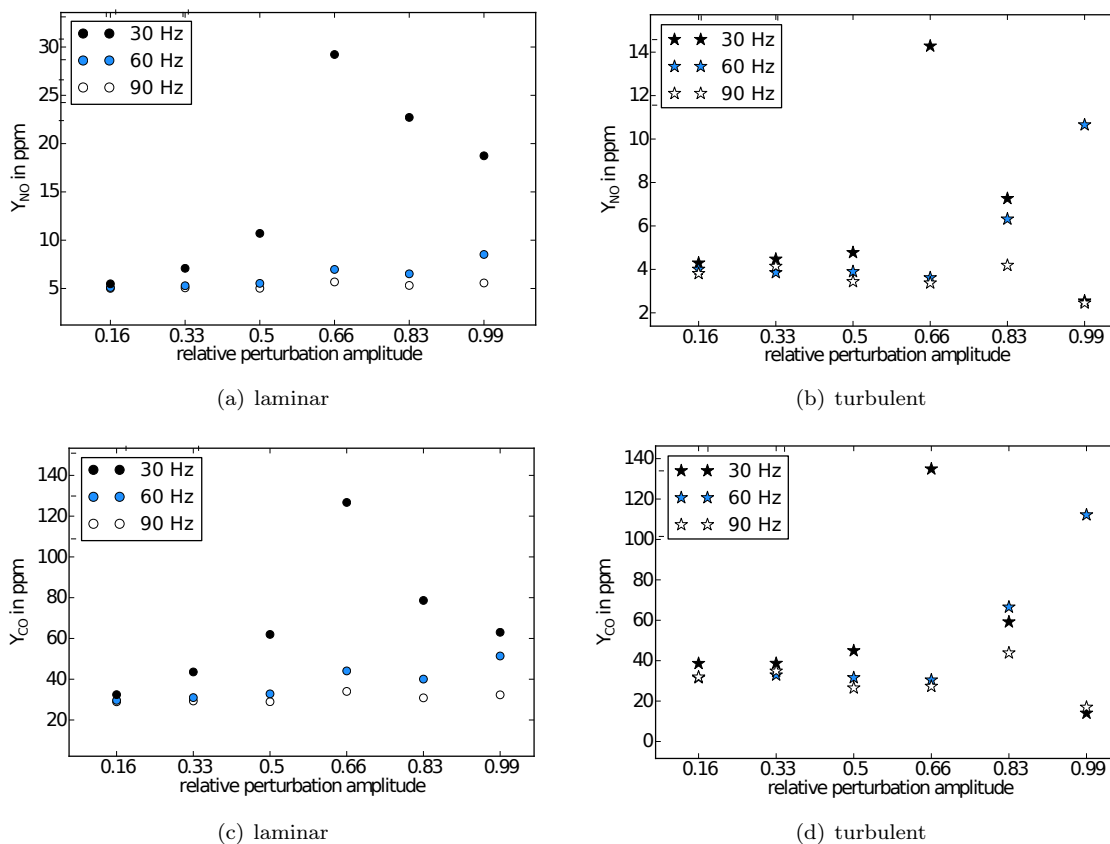 30 Hz
60 Hz
90 Hz
30
25
20
15
10
5
Y_NO in ppm
0.16 0.33 0.5 0.66 0.83 0.99
relative perturbation amplitude
(a) laminar
30 Hz
60 Hz
90 Hz
14
12
10
8
6
4
2
Y_NO in ppm
0.16 0.33 0.5 0.66 0.83 0.99
relative perturbation amplitude
(b) turbulent
30 Hz
60 Hz
90 Hz
140
120
100
80
60
40
20
Y_CO in ppm
0.16 0.33 0.5 0.66 0.83 0.99
relative perturbation amplitude
(c) laminar
30 Hz
60 Hz
90 Hz
140
120
100
80
60
40
20
0
Y_CO in ppm
0.16 0.33 0.5 0.66 0.83 0.99
relative perturbation amplitude
(d) turbulent